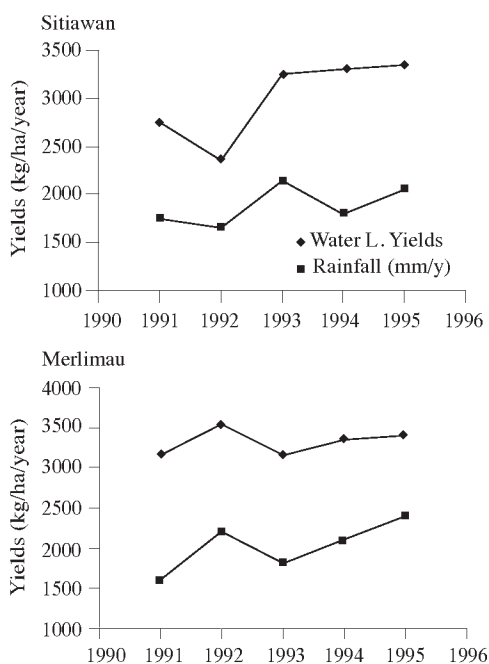 Sitiawan
3500
3000
2500
2000
1500
1000
Yields (kg/ha/year)
Water L. Yields
Rainfall (mm/y)
1990 1991 1992 1993 1994 1995 1996
Merlimau
4000
3500
3000
2500
2000
1500
1000
Yields (kg/ha/year)
1990 1991 1992 1993 1994 1995 1996